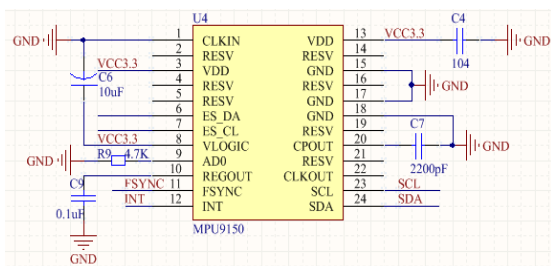 U4
GND 1 CLKIN VDD 13 VCC3.3 C4 GND
2 RESV RESV 14
VCC3.3 3 VDD GND 15 104
C6 4 RESV RESV 16 GND
10uF 5 RESV GND 17
6 ES_DA GND 18
7 ES_CL RESV 19 C7
VCC3.3 8 VLOGIC CPOUT 20 GND
GND R9 4.7K 9 AD0 RESV 21
10 REGOUT CLKOUT 22 2200pF
C9 FSYNC 11 FSYNC SCL 23 SCL
0.1uF INT 12 INT SDA 24 SDA
MPU9150
GND